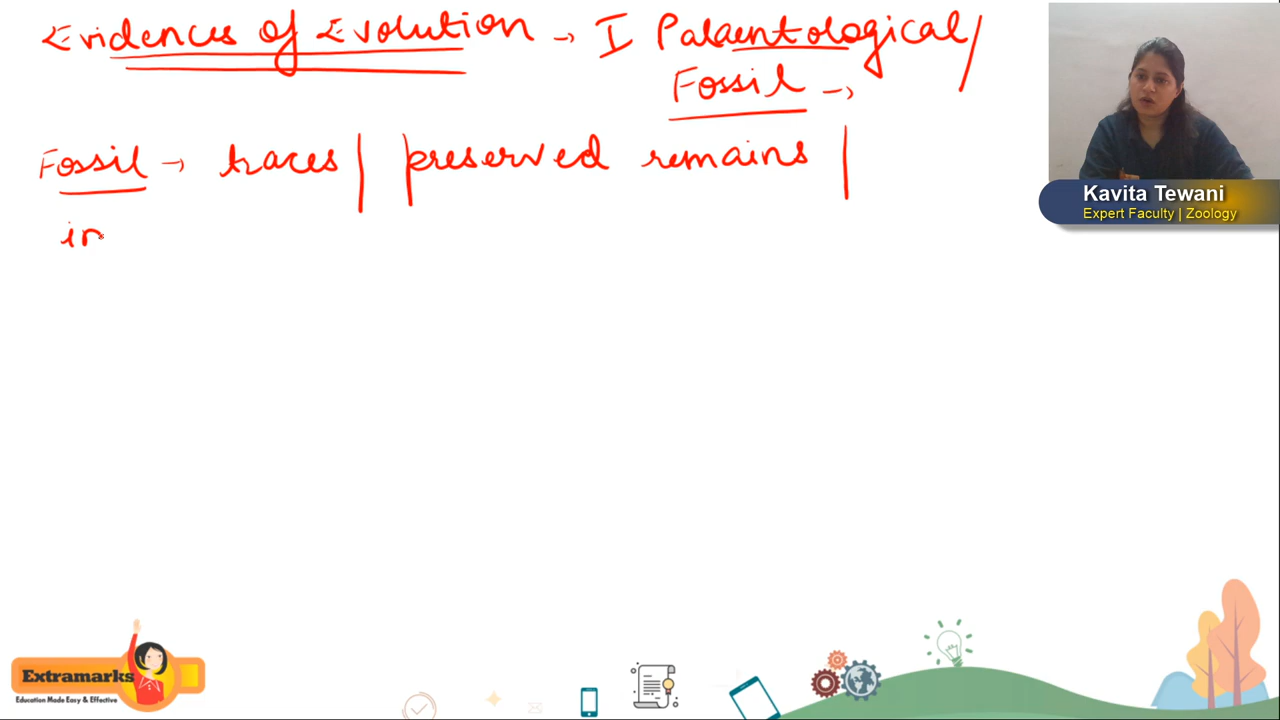 Evidences of Evolution → I Palaentological/
Fossil →
Fossil → traces | preserved remains |
in
Kavita Tewani
Expert Faculty | Zoology
Extramarks
Education Made Easy & Effective